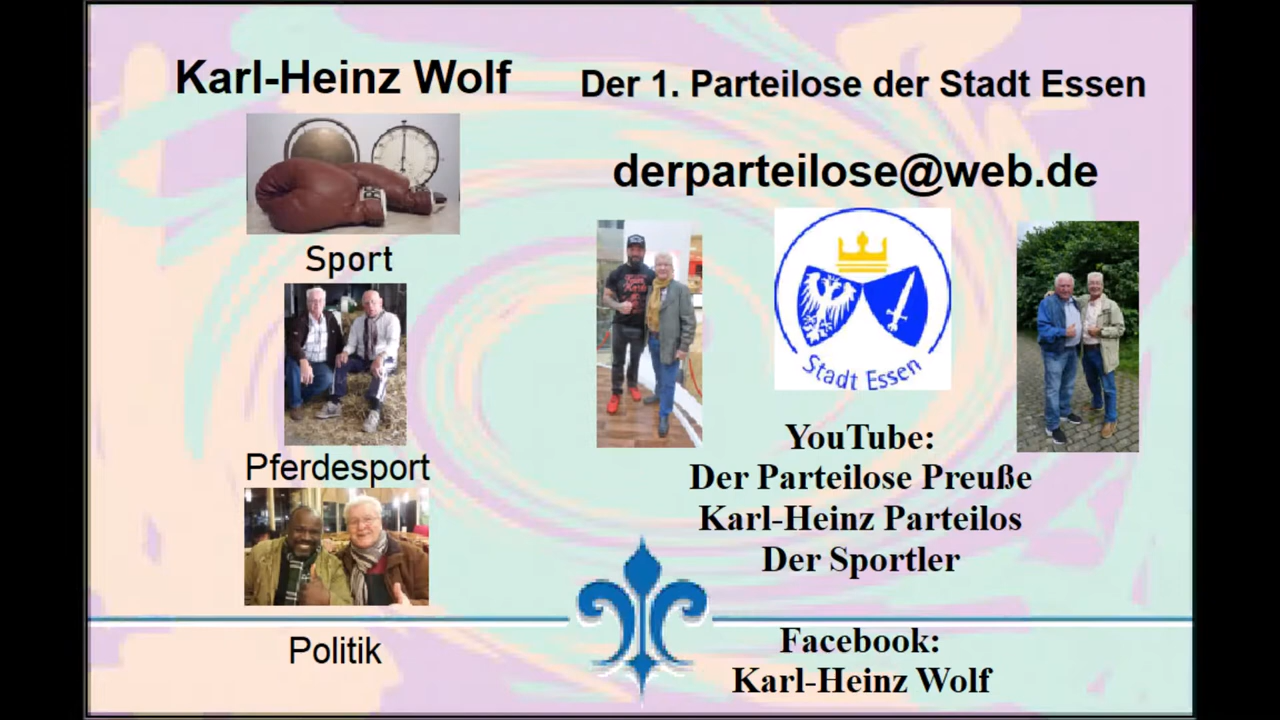 Karl-Heinz Wolf
Der 1. Parteilose der Stadt Essen
derparteilose@web.de
Sport
Pferdesport
Politik
Stadt Essen
YouTube:
Der Parteilose Preuße
Karl-Heinz Parteilos
Der Sportler
Facebook:
Karl-Heinz Wolf